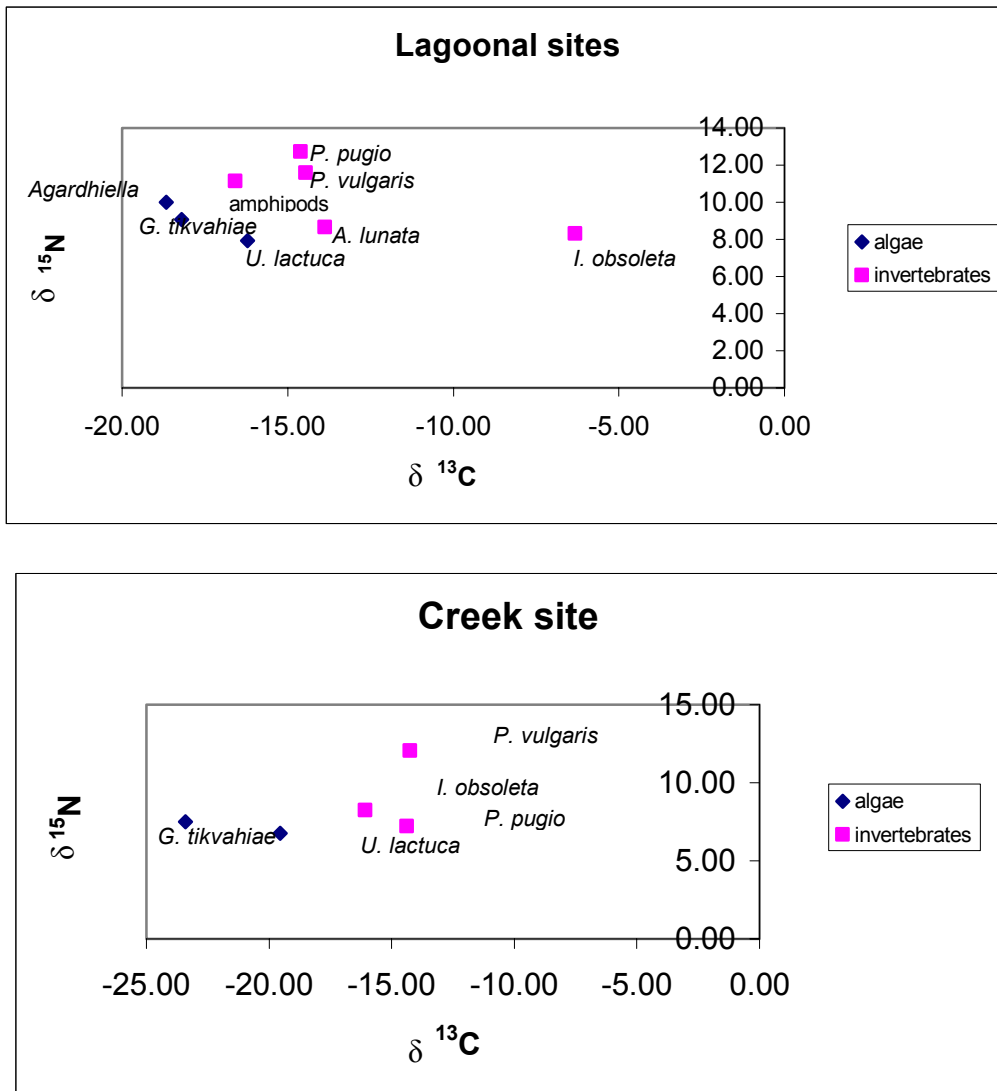 Lagoonal sites
14.00
P. pugio
12.00
P. vulgaris
Agardhiella
10.00
amphipods
G. tikvahiae
A. lunata
8.00
U. lactuca
I. obsoleta
6.00
4.00
2.00
0.00
δ 15N
-20.00 -15.00 -10.00 -5.00 0.00
δ 13C
algae
invertebrates
Creek site
15.00
P. vulgaris
10.00
I. obsoleta
P. pugio
G. tikvahiae
U. lactuca
5.00
0.00
δ 15N
-25.00 -20.00 -15.00 -10.00 -5.00 0.00
δ 13C
algae
invertebrates